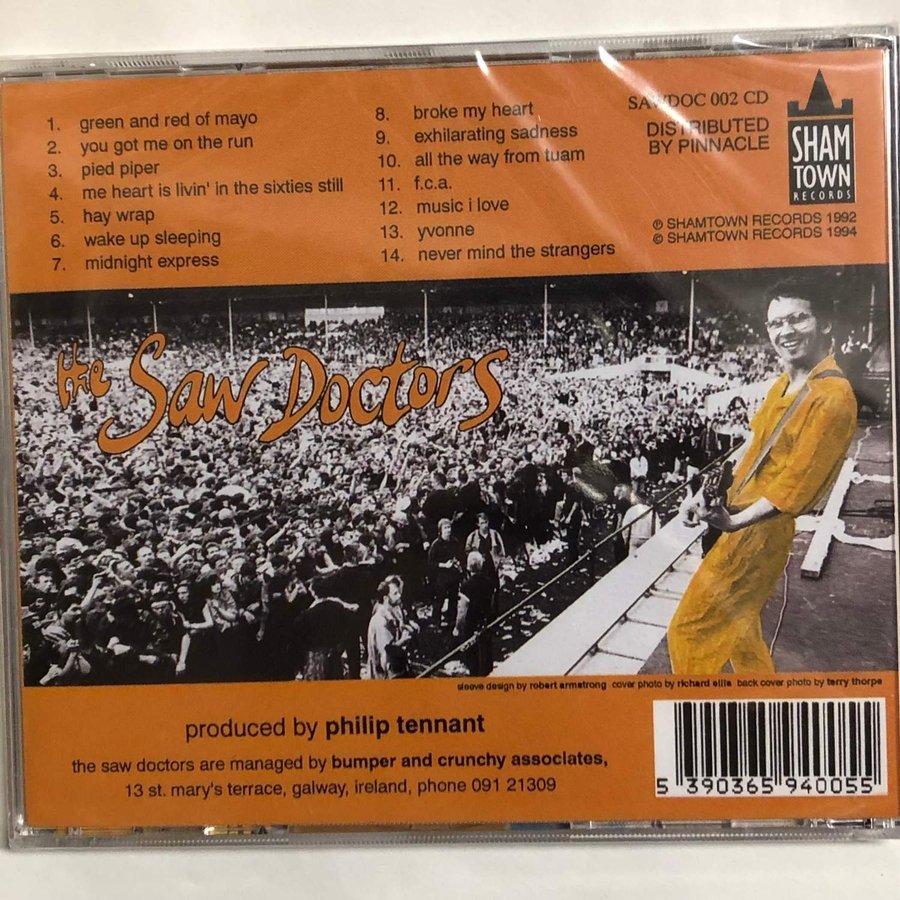 1. green and red of mayo
2. you got me on the run
3. pied piper
4. me heart is livin' in the sixties still
5. hay wrap
6. wake up sleeping
7. midnight express
8. broke my heart
9. exhilarating sadness
10. all the way from tuam
11. f.c.a.
12. music i love
13. yvonne
14. never mind the strangers
SAWDOC 002 CD
DISTRIBUTED
BY PINNACLE
SHAM
TOWN
RECORDS
℗ SHAMTOWN RECORDS 1992
© SHAMTOWN RECORDS 1994
the Saw Doctors
sleeve design by robert armstrong cover photo by richard ellis back cover photo by terry thorpe
produced by philip tennant
the saw doctors are managed by bumper and crunchy associates,
13 st. mary's terrace, galway, ireland, phone 091 21309
5 390365 940055